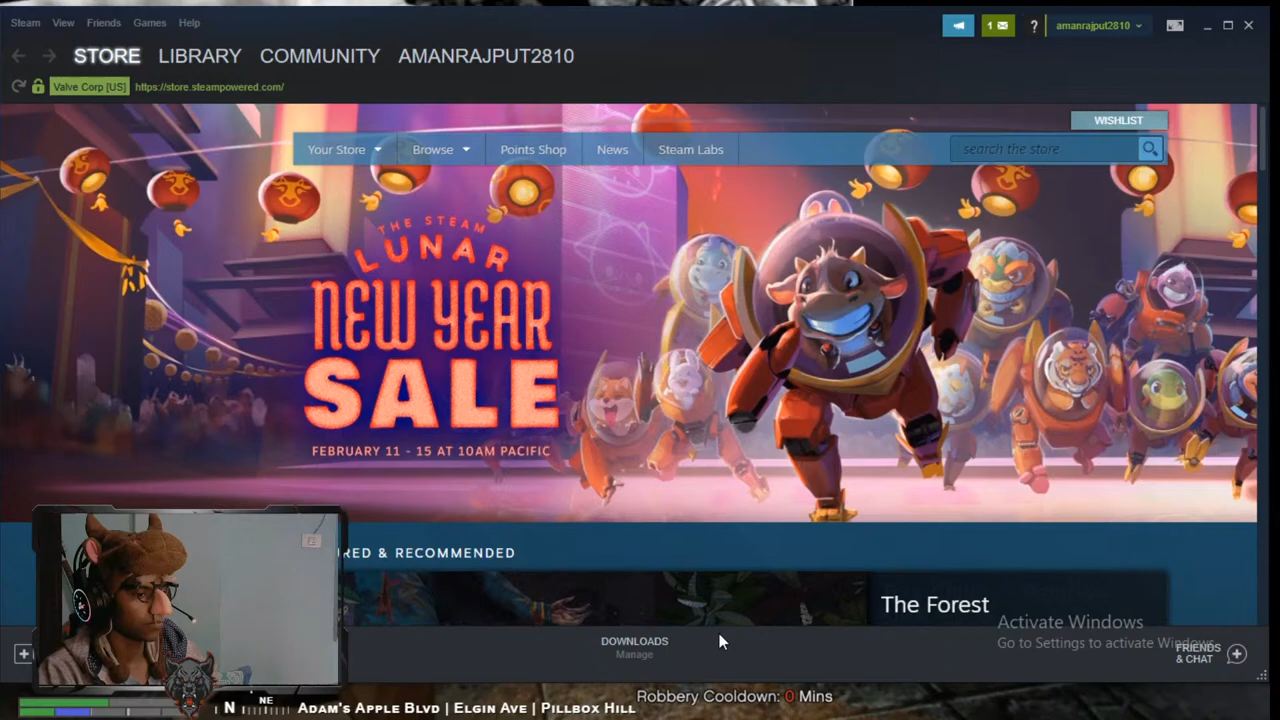 Steam View Friends Games Help
1 ? amanrajput2810
STORE LIBRARY COMMUNITY AMANRAJPUT2810
Valve Corp [US] https://store.steampowered.com/
WISHLIST
Your Store Browse Points Shop News Steam Labs search the store
THE STEAM
LUNAR
NEW YEAR
SALE
FEBRUARY 11 - 15 AT 10AM PACIFIC
RED & RECOMMENDED
The Forest
Activate Windows
Go to Settings to activate Windows.
DOWNLOADS
Manage
FRIENDS
& CHAT
Robbery Cooldown: 0 Mins
NE
N ADAM'S APPLE BLVD | ELGIN AVE | PILLBOX HILL